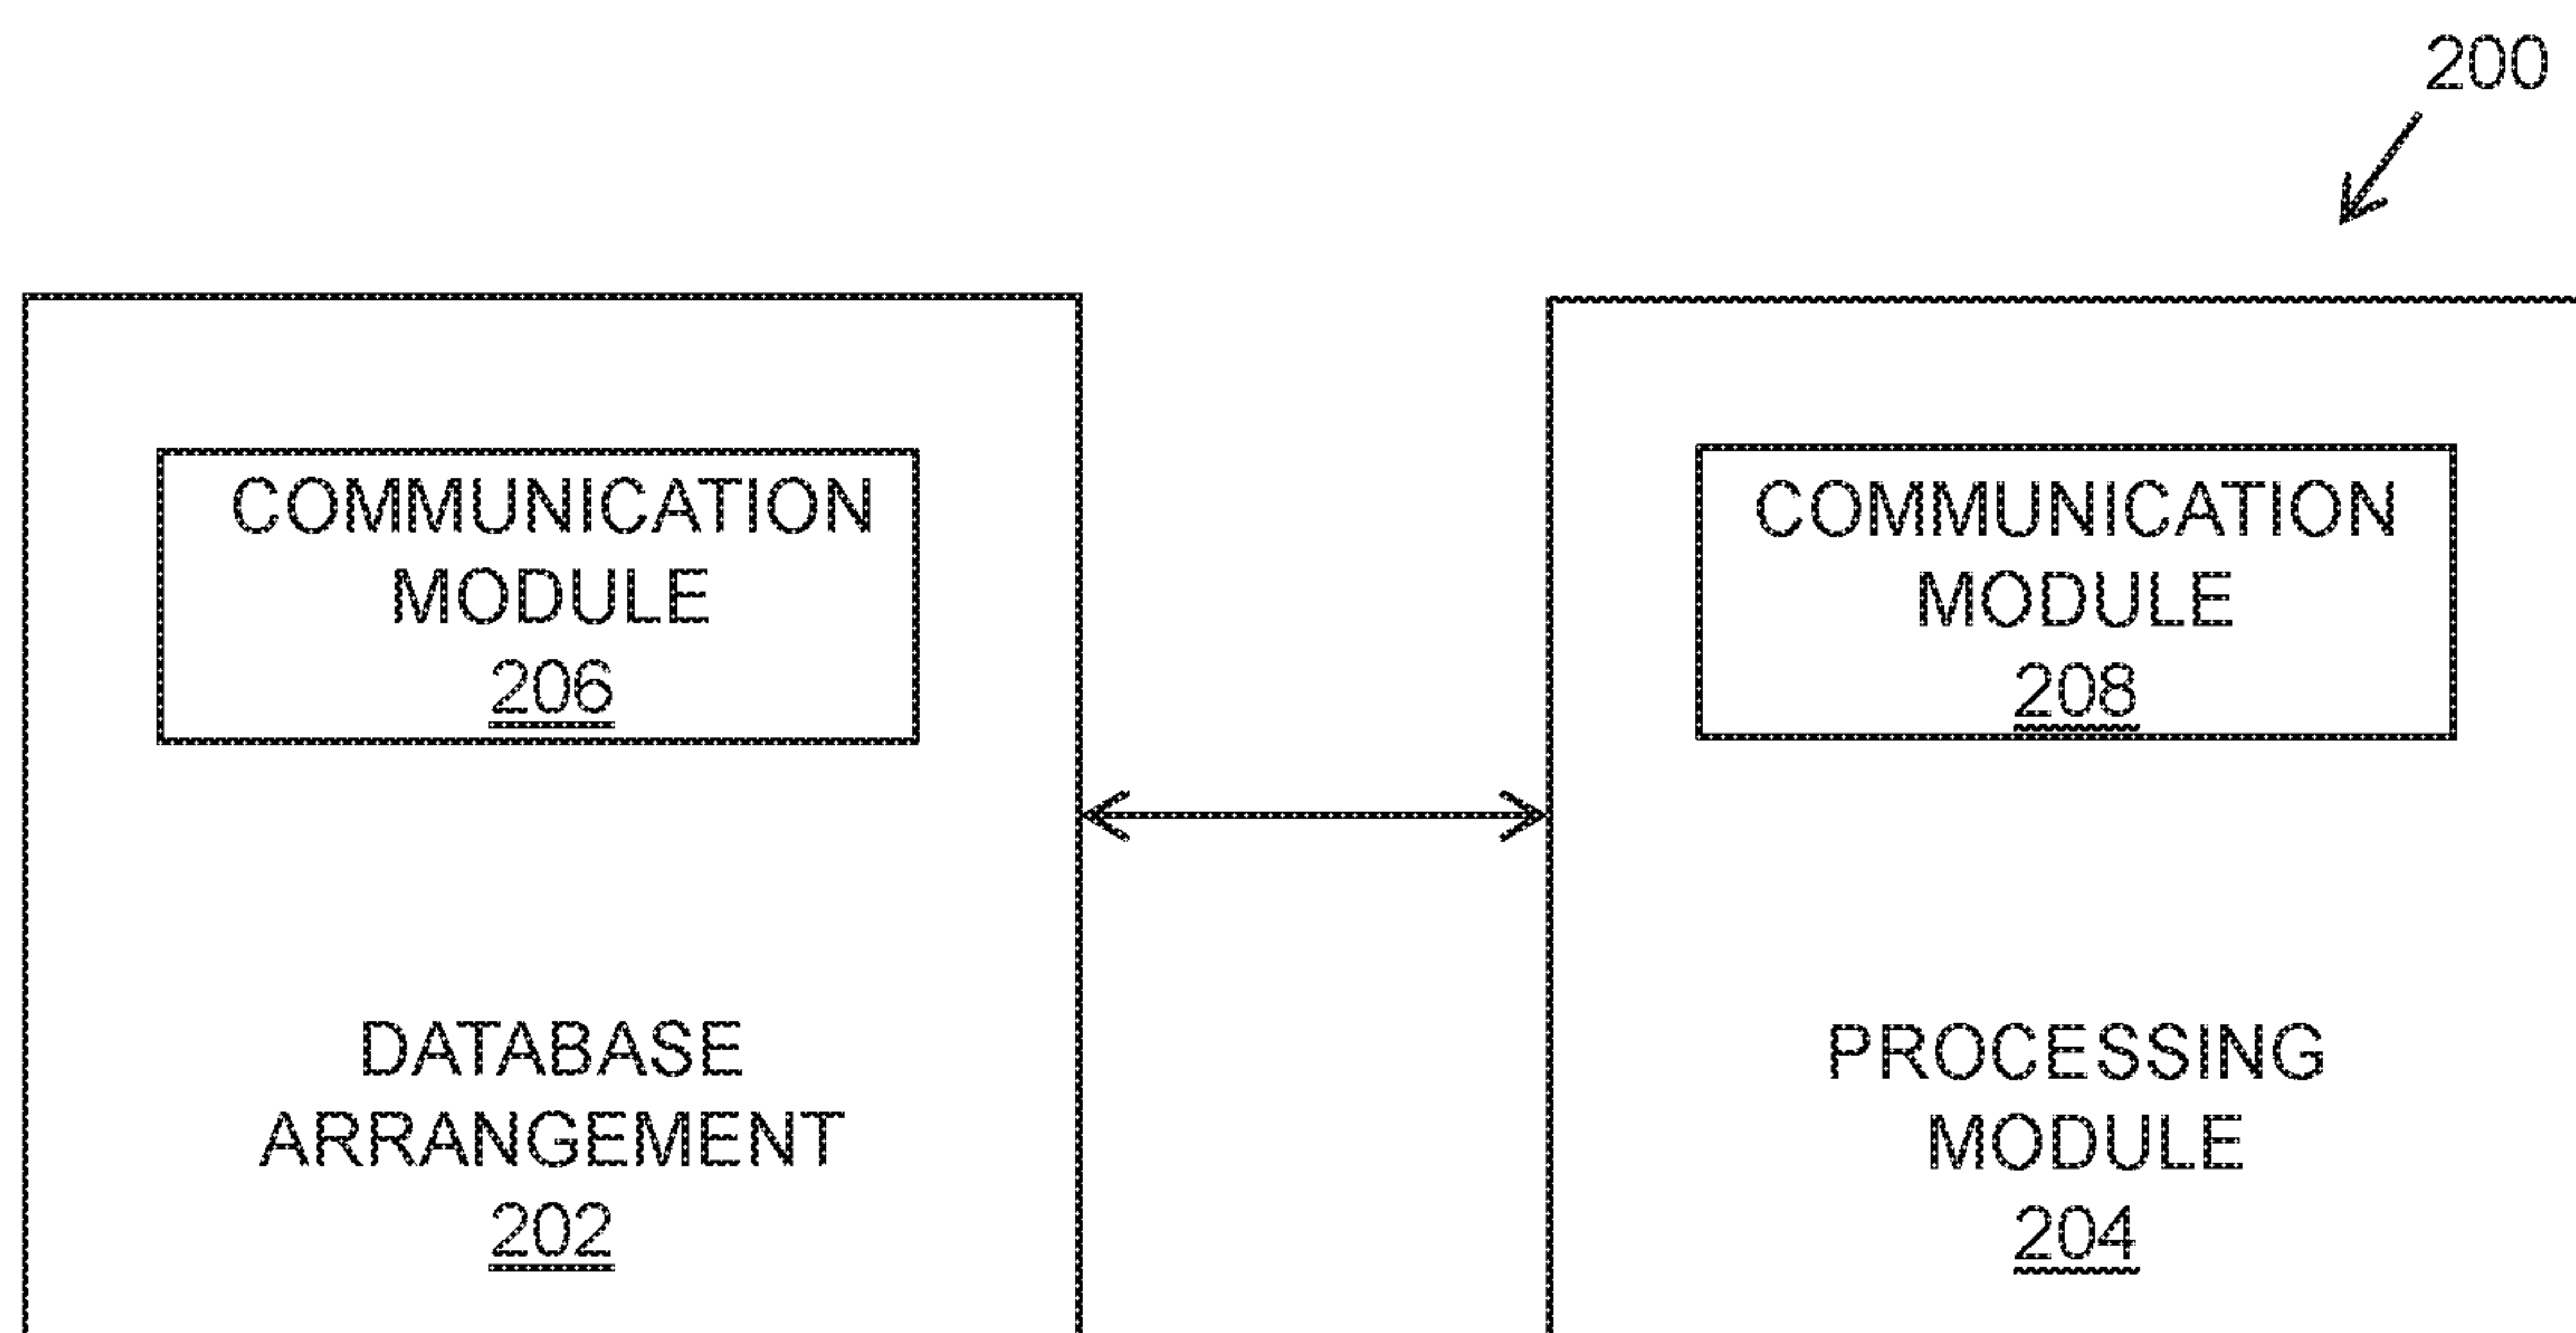 200
COMMUNICATION
MODULE
206
DATABASE
ARRANGEMENT
202
COMMUNICATION
MODULE
208
PROCESSING
MODULE
204